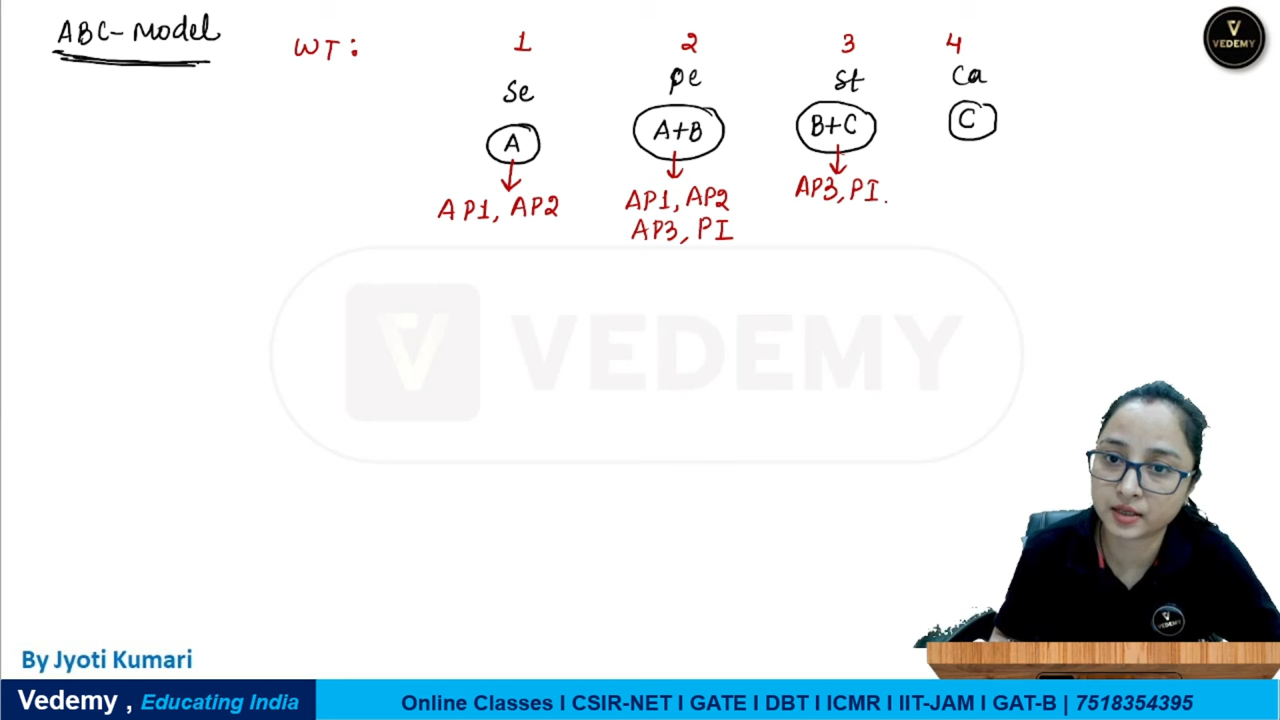 ABC-Model
WT: 1 2 3 4
Se Pe St Ca
A A+B B+C C
AP1, AP2 AP1, AP2 AP3, PI.
AP3, PI
VEDEMY
VEDEMY
VEDEMY
By Jyoti Kumari
Vedemy , Educating India
Online Classes I CSIR-NET I GATE I DBT I ICMR I IIT-JAM I GAT-B | 7518354395